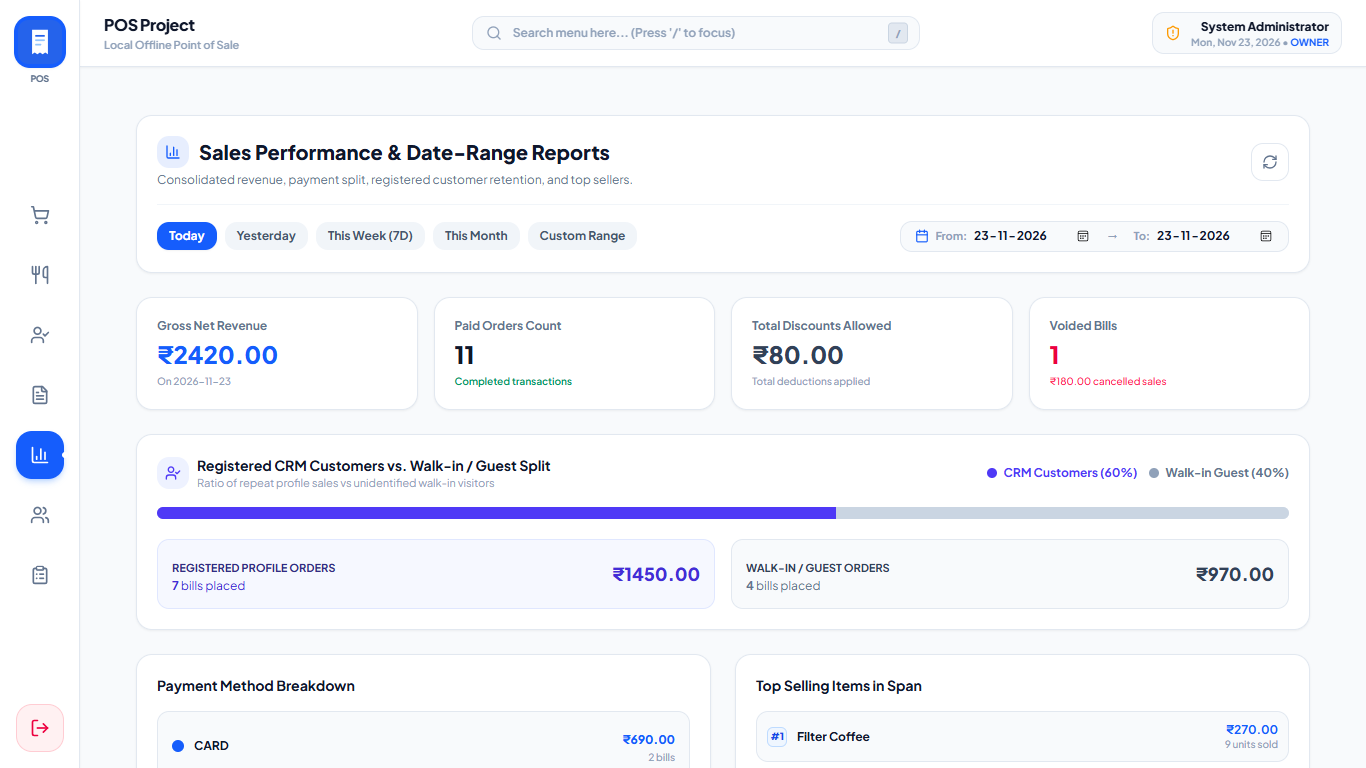 POS
POS Project
Local Offline Point of Sale
Search menu here... (Press '/' to focus)
/
System Administrator
Mon, Nov 23, 2026 • OWNER
Sales Performance & Date-Range Reports
Consolidated revenue, payment split, registered customer retention, and top sellers.
Today
Yesterday
This Week (7D)
This Month
Custom Range
From: 23-11-2026 → To: 23-11-2026
Gross Net Revenue
₹2420.00
On 2026-11-23
Paid Orders Count
11
Completed transactions
Total Discounts Allowed
₹80.00
Total deductions applied
Voided Bills
1
₹180.00 cancelled sales
Registered CRM Customers vs. Walk-in / Guest Split
Ratio of repeat profile sales vs unidentified walk-in visitors
CRM Customers (60%)
Walk-in Guest (40%)
REGISTERED PROFILE ORDERS
7 bills placed
₹1450.00
WALK-IN / GUEST ORDERS
4 bills placed
₹970.00
Payment Method Breakdown
CARD
₹690.00
2 bills
Top Selling Items in Span
#1 Filter Coffee
₹270.00
9 units sold